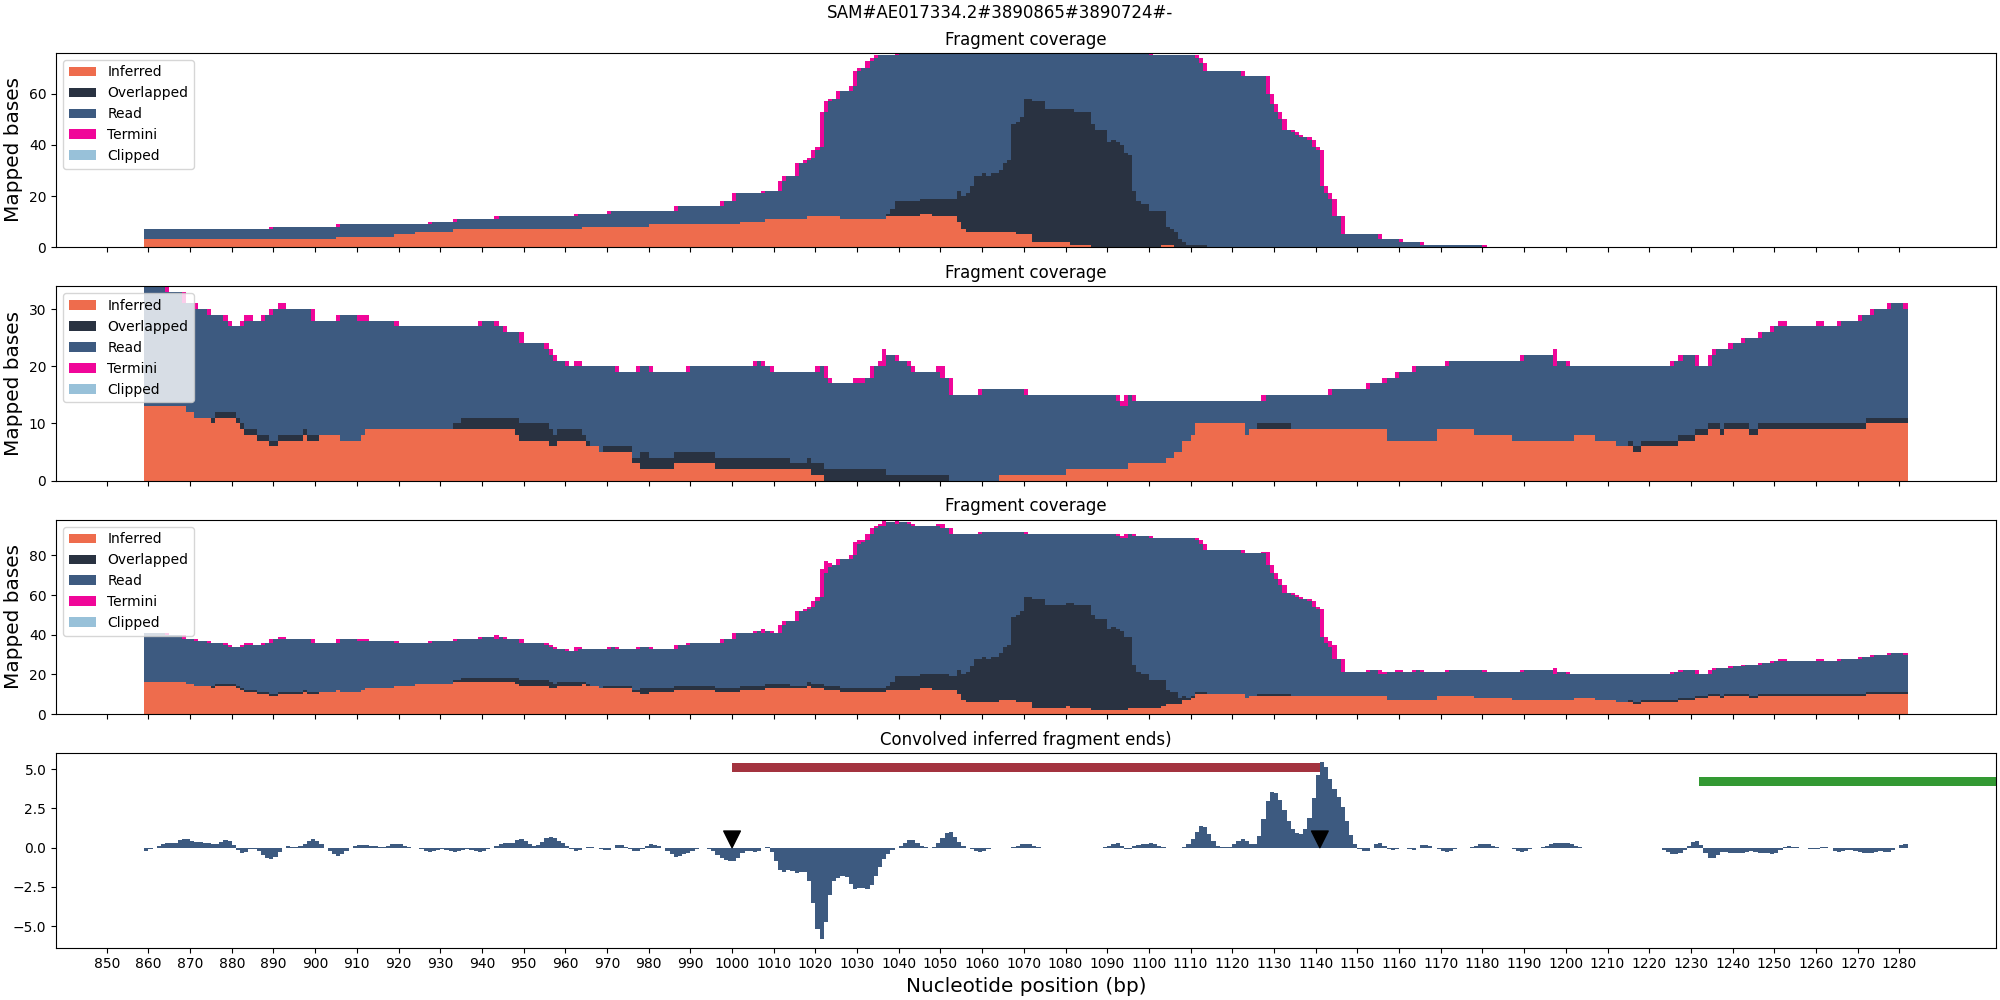 SAM#AE017334.2#3890865#3890724#-
Fragment coverage
Mapped bases
60
40
20
0
Inferred
Overlapped
Read
Termini
Clipped
Fragment coverage
Mapped bases
30
20
10
0
Inferred
Overlapped
Read
Termini
Clipped
Fragment coverage
Mapped bases
80
60
40
20
0
Inferred
Overlapped
Read
Termini
Clipped
Convolved inferred fragment ends)
5.0
2.5
0.0
−2.5
−5.0
850 860 870 880 890 900 910 920 930 940 950 960 970 980 990 1000 1010 1020 1030 1040 1050 1060 1070 1080 1090 1100 1110 1120 1130 1140 1150 1160 1170 1180 1190 1200 1210 1220 1230 1240 1250 1260 1270 1280
Nucleotide position (bp)